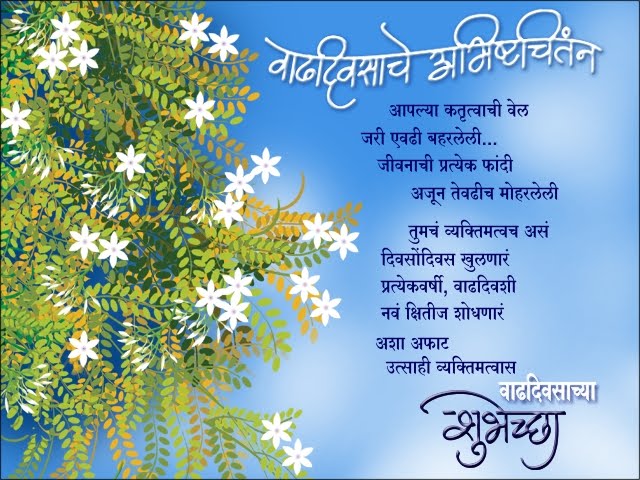 वाढदिवसाचे अभिष्टचिंतन
आपल्या कतृत्वाची वेल
जरी एवढी बहरलेली...
जीवनाची प्रत्येक फांदी
अजून तेवढीच मोहरलेली
तुमचं व्यक्तिमत्वच असं
दिवसेंदिवस खुलणारं
प्रत्येकवर्षी, वाढदिवशी
नवं क्षितीज शोधणारं
अशा अफाट
उत्साही व्यक्तिमत्वास
वाढदिवसाच्या
शुभेच्छा